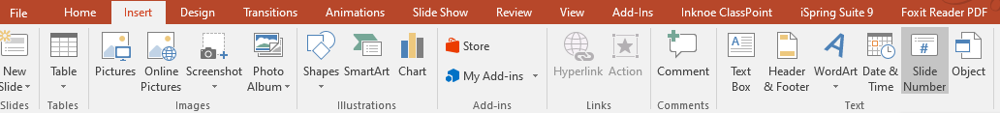 File Home Insert Design Transitions Animations Slide Show Review View Add-Ins Inknoe ClassPoint iSpring Suite 9 Foxit Reader PDF
New Slide
Table
Pictures
Online Pictures
Screenshot
Photo Album
Shapes
SmartArt
Chart
Store
My Add-ins
Hyperlink
Action
Comment
Text Box
A
Header & Footer
WordArt
A
Date & Time
Slide Number
#
Object
Slides Tables Images Illustrations Add-ins Links Comments Text